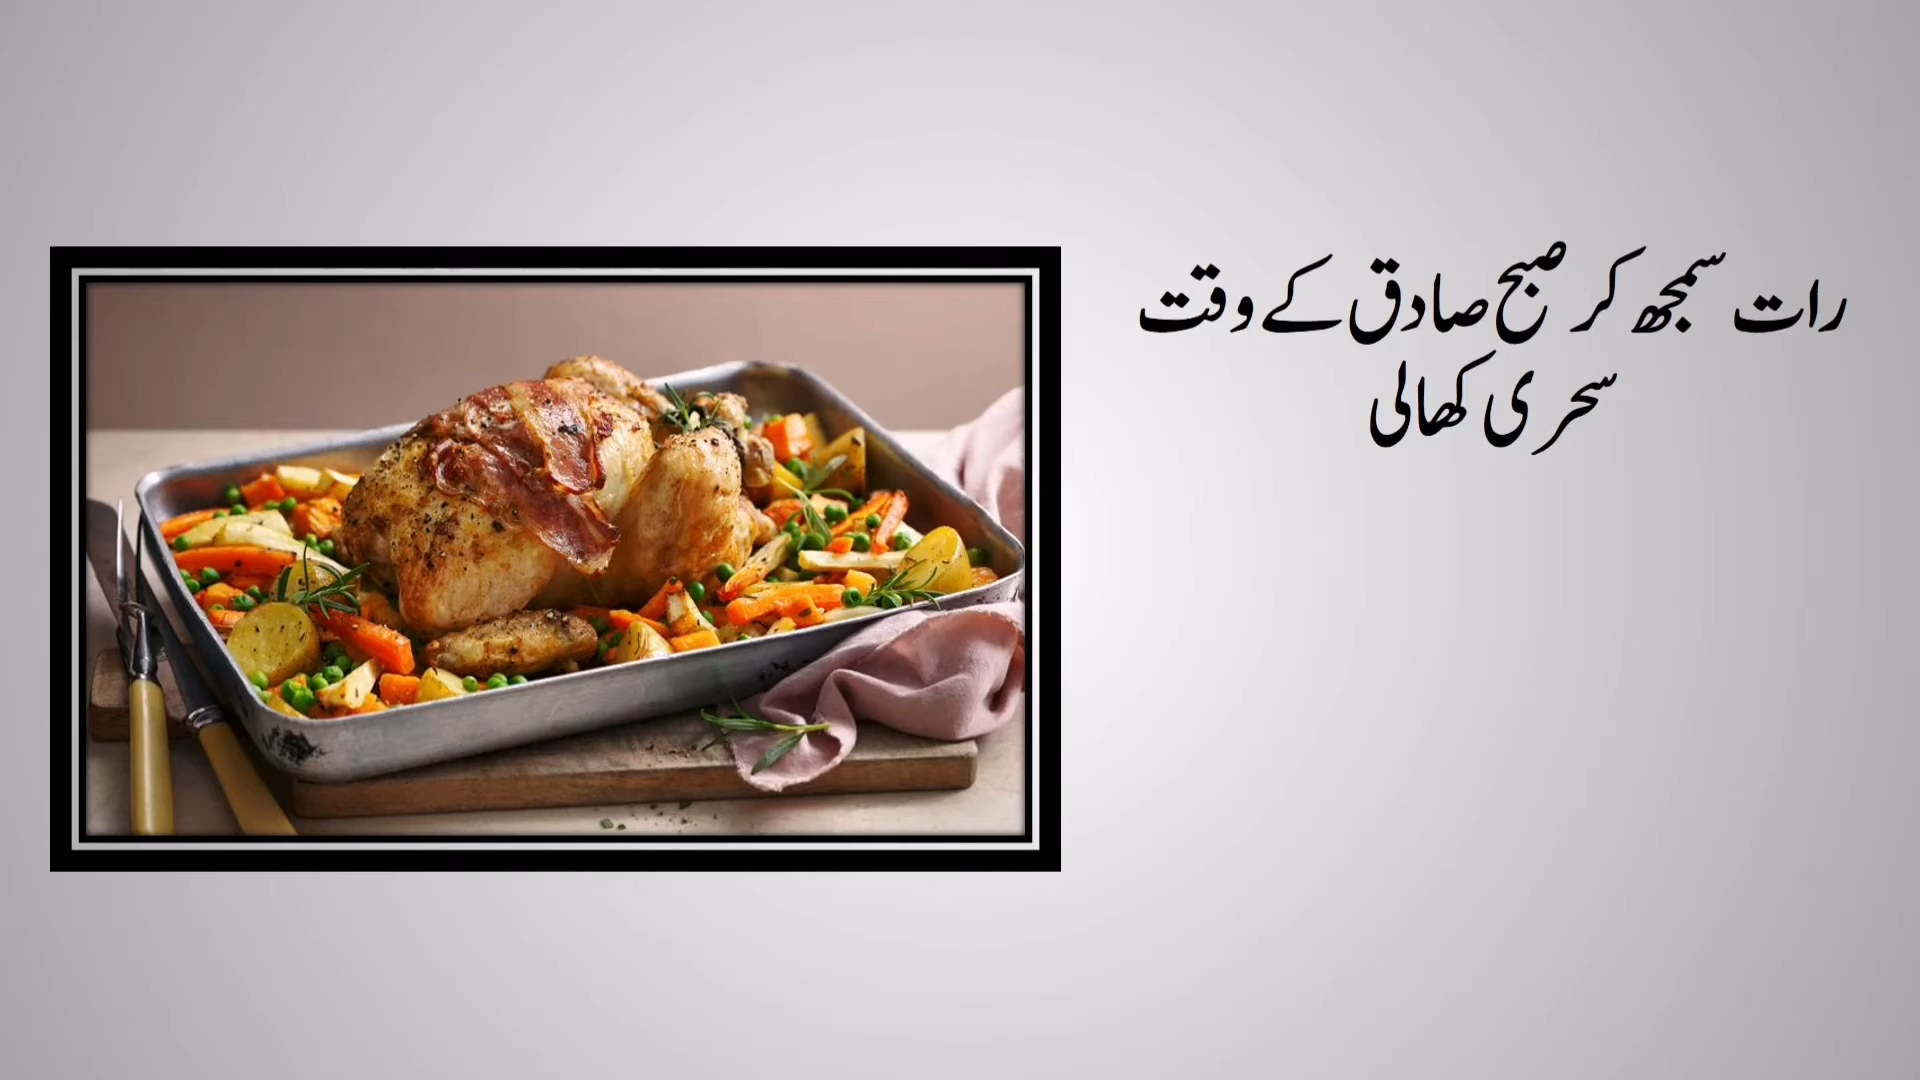 رات سمجھ کر صبح صادق کے وقت
سحری کھالی